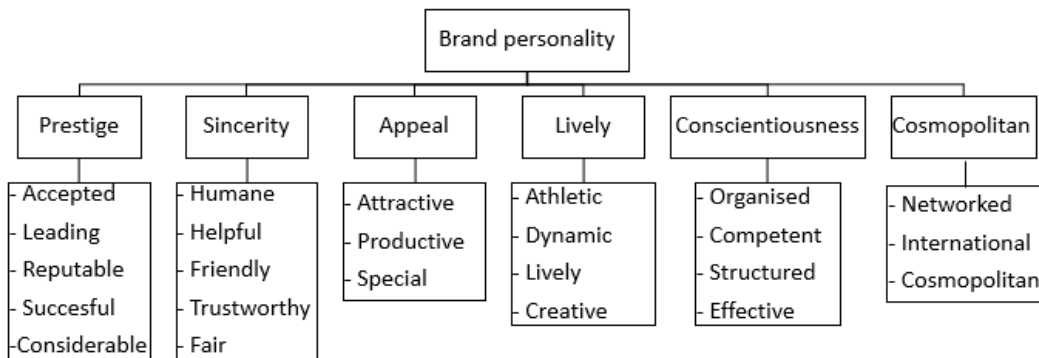 Brand personality
Prestige
Sincerity
Appeal
Lively
Conscientiousness
Cosmopolitan
- Accepted
- Leading
- Reputable
- Succesful
-Considerable
- Humane
- Helpful
- Friendly
- Trustworthy
- Fair
- Attractive
- Productive
- Special
- Athletic
- Dynamic
- Lively
- Creative
- Organised
- Competent
- Structured
- Effective
- Networked
- International
- Cosmopolitan